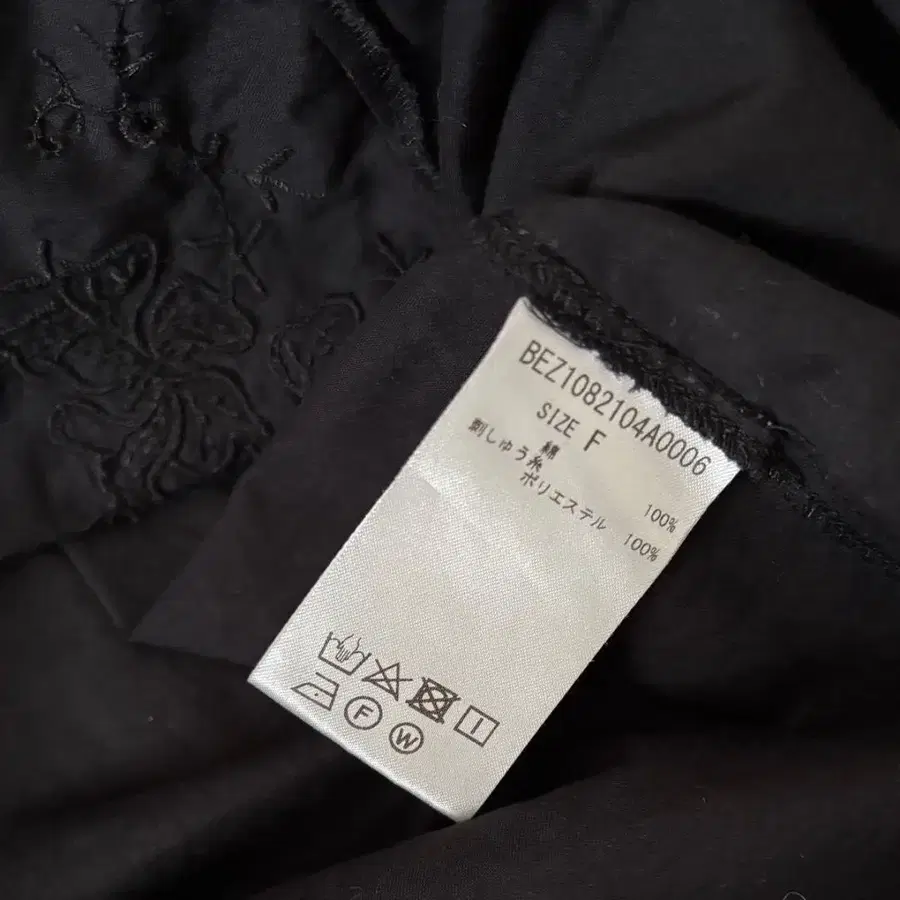 BEZ1082104A0006
SIZE F
綿 100%
刺しゅう糸
ポリエステル 100%
F
W